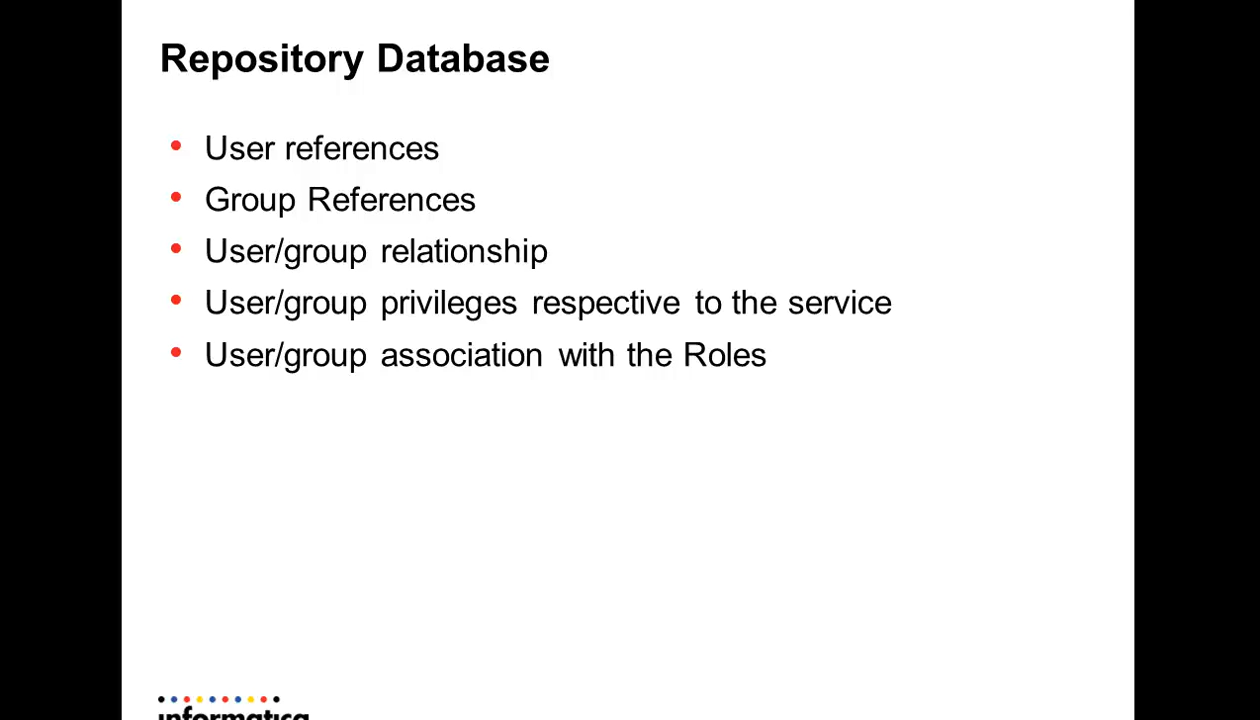 Repository Database
• User references
• Group References
• User/group relationship
• User/group privileges respective to the service
• User/group association with the Roles
informatica